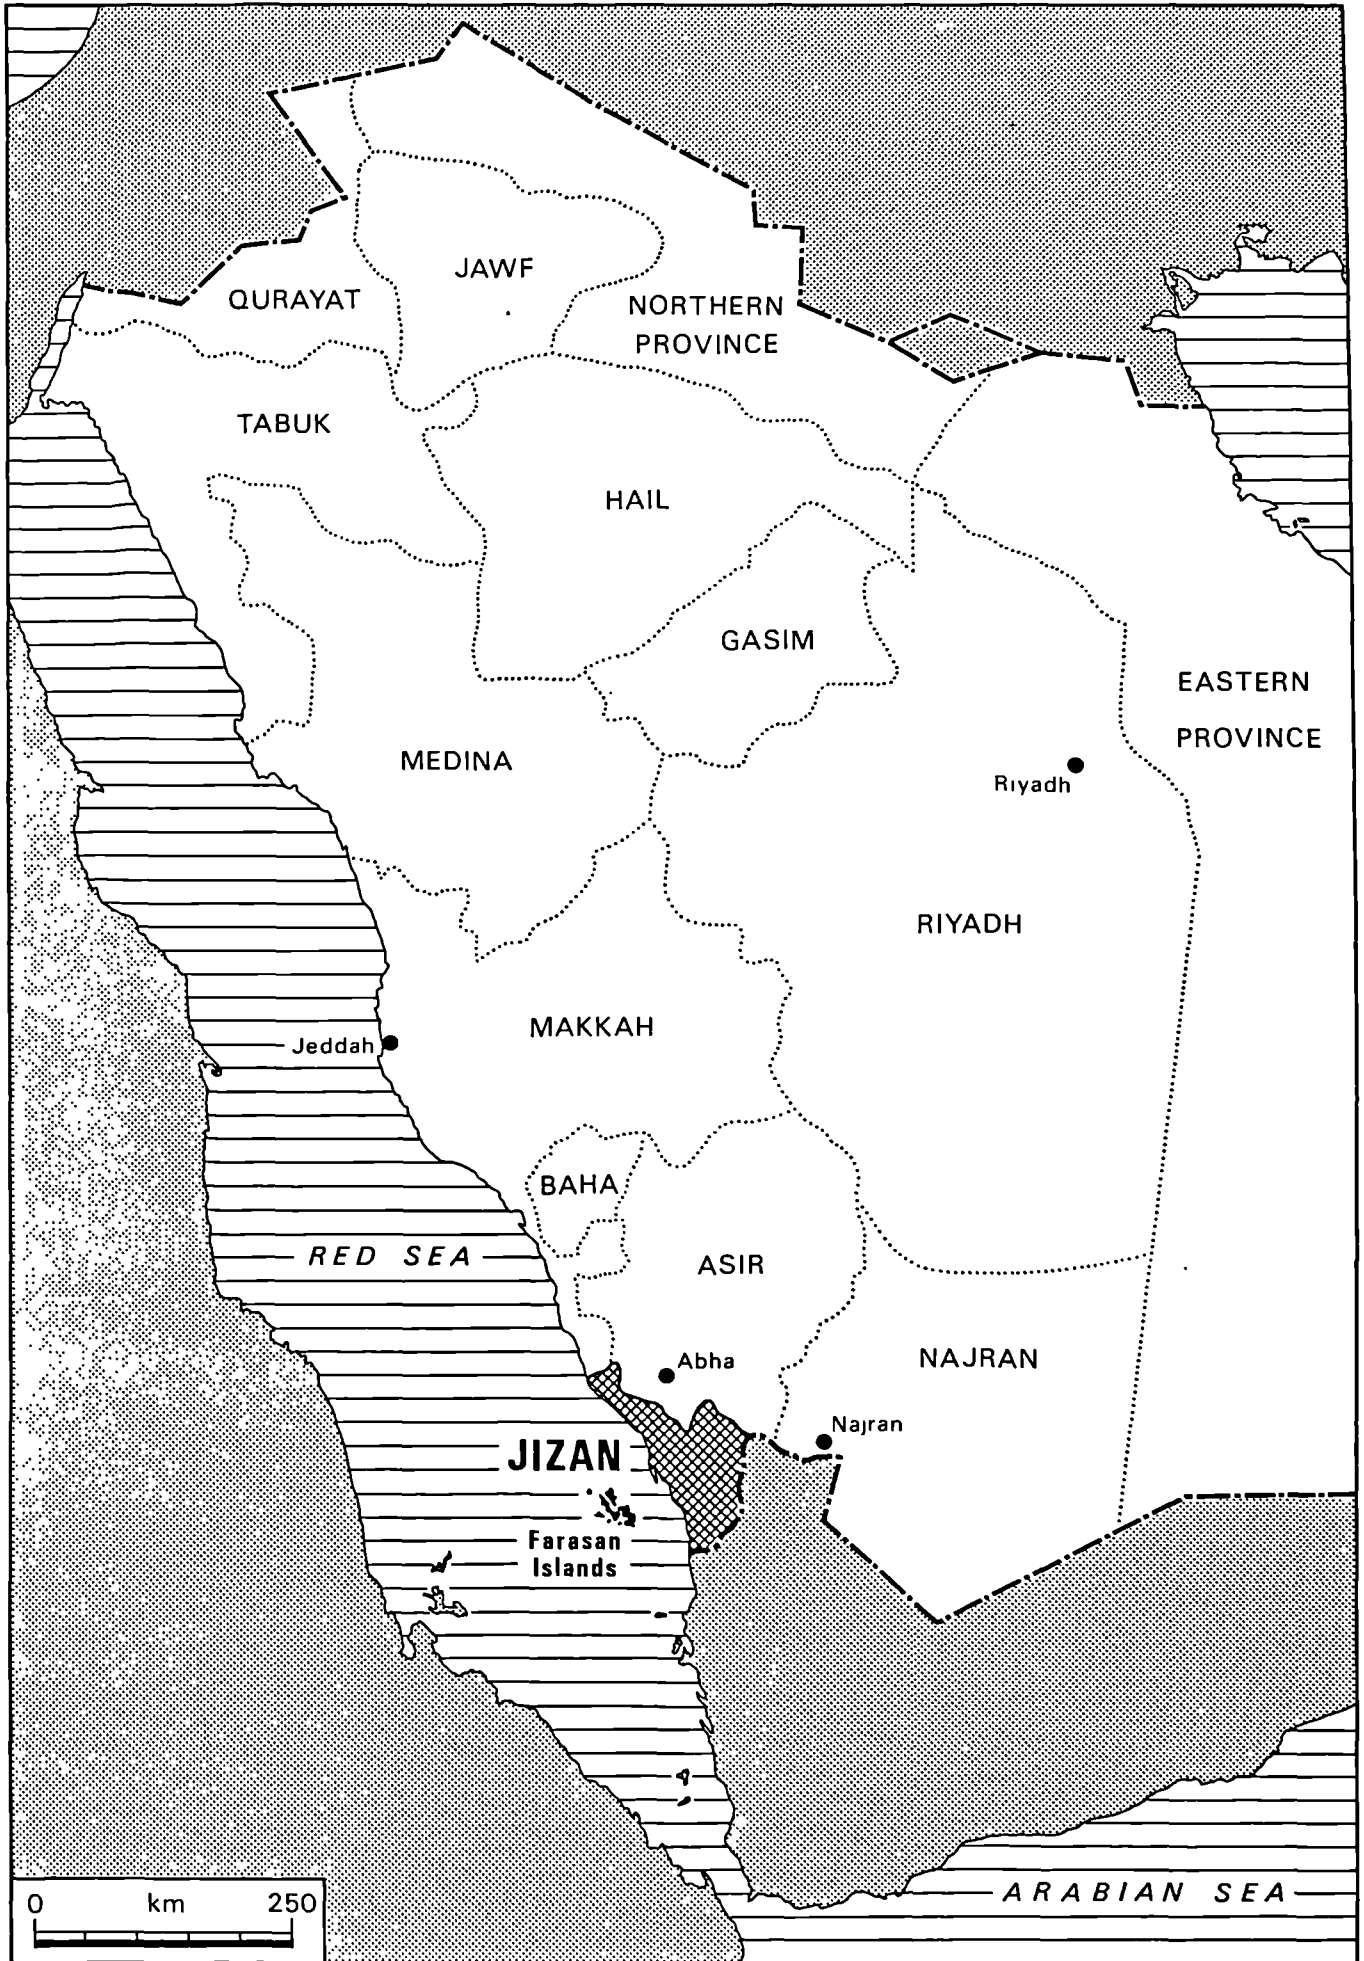 JAWF
QURAYAT
NORTHERN
PROVINCE
TABUK
HAIL
GASIM
EASTERN
PROVINCE
MEDINA
Riyadh
RIYADH
MAKKAH
Jeddah
BAHA
RED SEA
ASIR
Abha
NAJRAN
Najran
JIZAN
Farasan
Islands
ARABIAN SEA
0 km 250